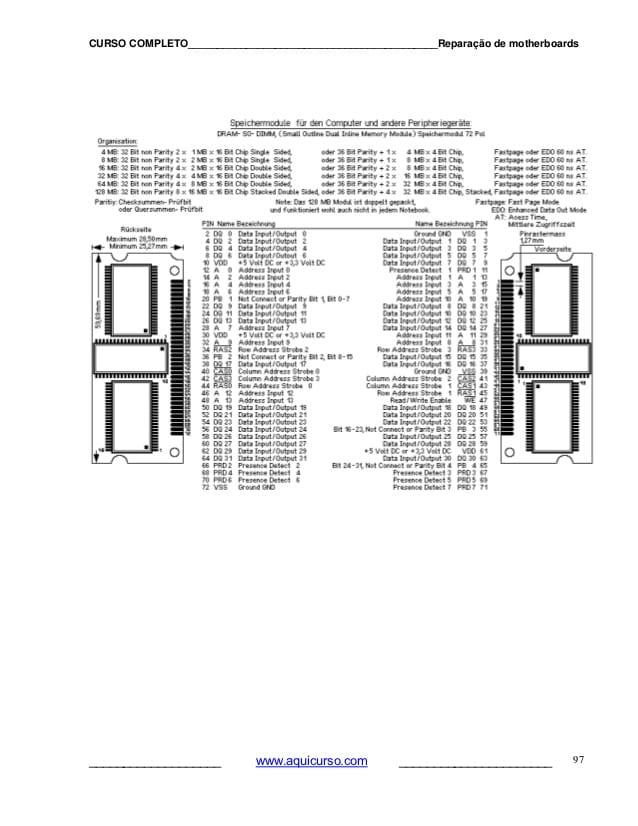 CURSO COMPLETO Reparação de motherboards
Speichermodule für den Computer und andere Peripheriegeräte:
DRAM- SO- DIMM, (Small Outline Dual Inline Memory Module) Speichermodul 72 Pol
Organisation:
4 MB: 32 Bit non Parity 2 x 1 MB x 16 Bit Chip Single Sided, oder 36 Bit Parity + 1 x 4 MB x 4 Bit Chip, Fastpage oder EDO 60 ns AT.
8 MB: 32 Bit non Parity 2 x 2 MB x 16 Bit Chip Single Sided, oder 36 Bit Parity + 1 x 8 MB x 4 Bit Chip, Fastpage oder EDO 60 ns AT.
16 MB: 32 Bit non Parity 4 x 2 MB x 16 Bit Chip Double Sided, oder 36 Bit Parity + 2 x 8 MB x 4 Bit Chip, Fastpage oder EDO 60 ns AT.
32 MB: 32 Bit non Parity 4 x 4 MB x 16 Bit Chip Double Sided, oder 36 Bit Parity + 2 x 16 MB x 4 Bit Chip, Fastpage oder EDO 60 ns AT.
64 MB: 32 Bit non Parity 4 x 8 MB x 16 Bit Chip Double Sided, oder 36 Bit Parity + 2 x 32 MB x 4 Bit Chip, Fastpage oder EDO 60 ns AT.
128 MB: 32 Bit non Parity 8 x 16 MB x 16 Bit Chip Stacked Double Sided, oder 36 Bit Parity + 4 x 32 MB x 4 Bit Chip, Stacked, Fastpage oder EDO 60 ns AT.
Paritiy: Checksummen- Prüfbit Note: Das 128 MB Modul ist doppelt gepackt, Fastpage: Fast Page Mode
oder Quersummen- Prüfbit und funktioniert wohl auch nicht in jedem Notebook. EDO: Enhanced Data Out Mode
AT: Acess Time,
Mittlere Zugriffzeit
PIN Name Bezeichnung Name Bezeichnung PIN
Rückseite
Maximum 28,50mm
Minimum 25,27mm
59,69mm
Pinrastermass
1,27mm
Vorderseite
2 DQ 0 Data Input/Output 0 Ground GND VSS 1
4 DQ 2 Data Input/Output 2 Data Input/Output 1 DQ 1 3
6 DQ 4 Data Input/Output 4 Data Input/Output 3 DQ 3 5
8 DQ 6 Data Input/Output 6 Data Input/Output 5 DQ 5 7
10 VDD +5 Volt DC or +3,3 Volt DC Data Input/Output 7 DQ 7 9
12 A 0 Address Input 0 Presence Detect 1 PRD 1 11
14 A 2 Address Input 2 Address Input 1 A 1 13
16 A 4 Address Input 4 Address Input 3 A 3 15
18 A 6 Address Input 6 Address Input 5 A 5 17
20 PB 1 Not Connect or Parity Bit 1, Bit 0-7 Address Input 10 A 10 19
22 DQ 9 Data Input/Output 9 Data Input/Output 8 DQ 8 21
24 DQ 11 Data Input/Output 11 Data Input/Output 10 DQ 10 23
26 DQ 13 Data Input/Output 13 Data Input/Output 12 DQ 12 25
28 A 7 Address Input 7 Data Input/Output 14 DQ 14 27
30 VDD +5 Volt DC or +3,3 Volt DC Address Input 11 A 11 29
32 A 9 Address Input 9 Address Input 8 A 8 31
34 RAS2 Row Address Strobe 2 Row Address Strobe 3 RAS3 33
36 PB 2 Not Connect or Parity Bit 2, Bit 8-15 Data Input/Output 15 DQ 15 35
38 DQ 17 Data Input/Output 17 Data Input/Output 16 DQ 16 37
40 CAS0 Column Address Strobe 0 Ground GND VSS 39
42 CAS3 Column Address Strobe 3 Column Address Strobe 2 CAS2 41
44 RAS0 Row Address Strobe 0 Column Address Strobe 1 CAS1 43
46 A 12 Address Input 12 Row Address Strobe 1 RAS1 45
48 A 13 Address Input 13 Read/Write Enable WE 47
50 DQ 19 Data Input/Output 19 Data Input/Output 18 DQ 18 49
52 DQ 21 Data Input/Output 21 Data Input/Output 20 DQ 20 51
54 DQ 23 Data Input/Output 23 Data Input/Output 22 DQ 22 53
56 DQ 24 Data Input/Output 24 Bit 16-23, Not Connect or Parity Bit 3 PB 3 55
58 DQ 26 Data Input/Output 26 Data Input/Output 25 DQ 25 57
60 DQ 27 Data Input/Output 27 Data Input/Output 28 DQ 28 59
62 DQ 29 Data Input/Output 29 +5 Volt DC or +3,3 Volt DC VDD 61
64 DQ 31 Data Input/Output 31 Data Input/Output 30 DQ 30 63
66 PRD 2 Presence Detect 2 Bit 24-31, Not Connect or Parity Bit 4 PB 4 65
68 PRD 4 Presence Detect 4 Presence Detect 3 PRD 3 67
70 PRD 6 Presence Detect 6 Presence Detect 5 PRD 5 69
72 VSS Ground GND Presence Detect 7 PRD 7 71
www.aquicurso.com 97